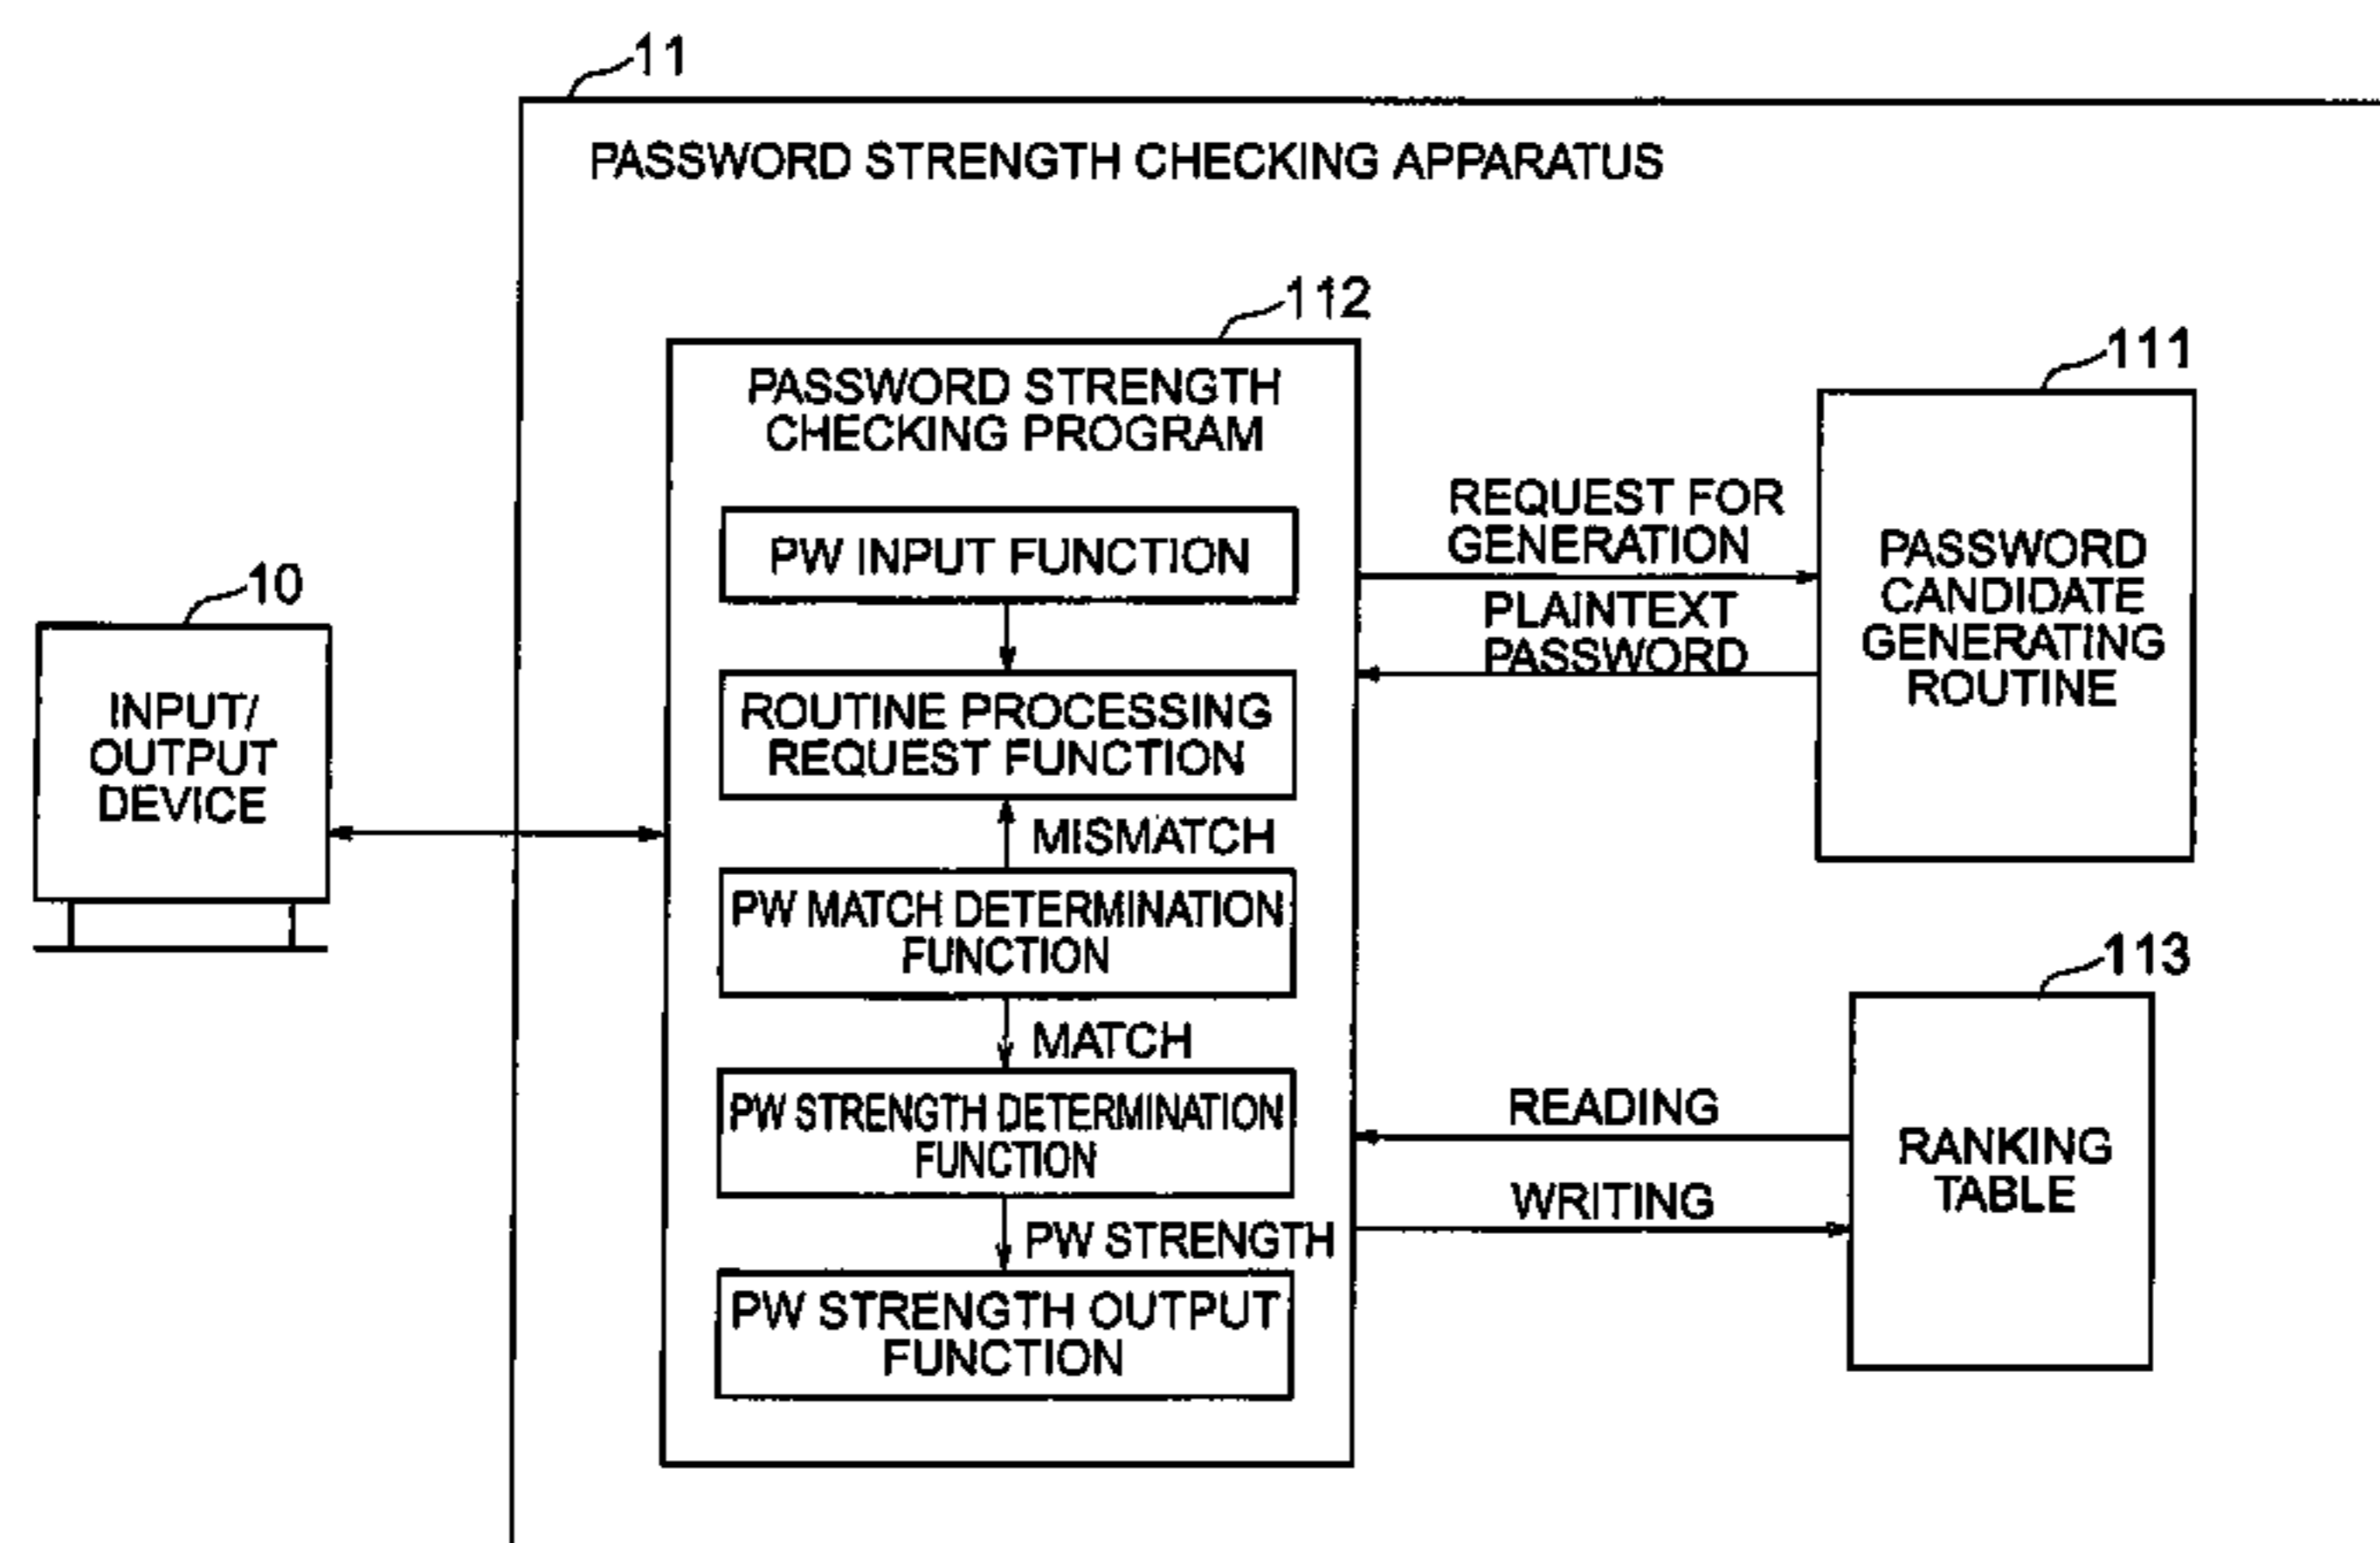 11
PASSWORD STRENGTH CHECKING APPARATUS
112
PASSWORD STRENGTH
CHECKING PROGRAM
PW INPUT FUNCTION
ROUTINE PROCESSING
REQUEST FUNCTION
MISMATCH
PW MATCH DETERMINATION
FUNCTION
MATCH
PW STRENGTH DETERMINATION
FUNCTION
PW STRENGTH
PW STRENGTH OUTPUT
FUNCTION
10
INPUT/
OUTPUT
DEVICE
REQUEST FOR
GENERATION
PLAINTEXT
PASSWORD
111
PASSWORD
CANDIDATE
GENERATING
ROUTINE
READING
WRITING
113
RANKING
TABLE